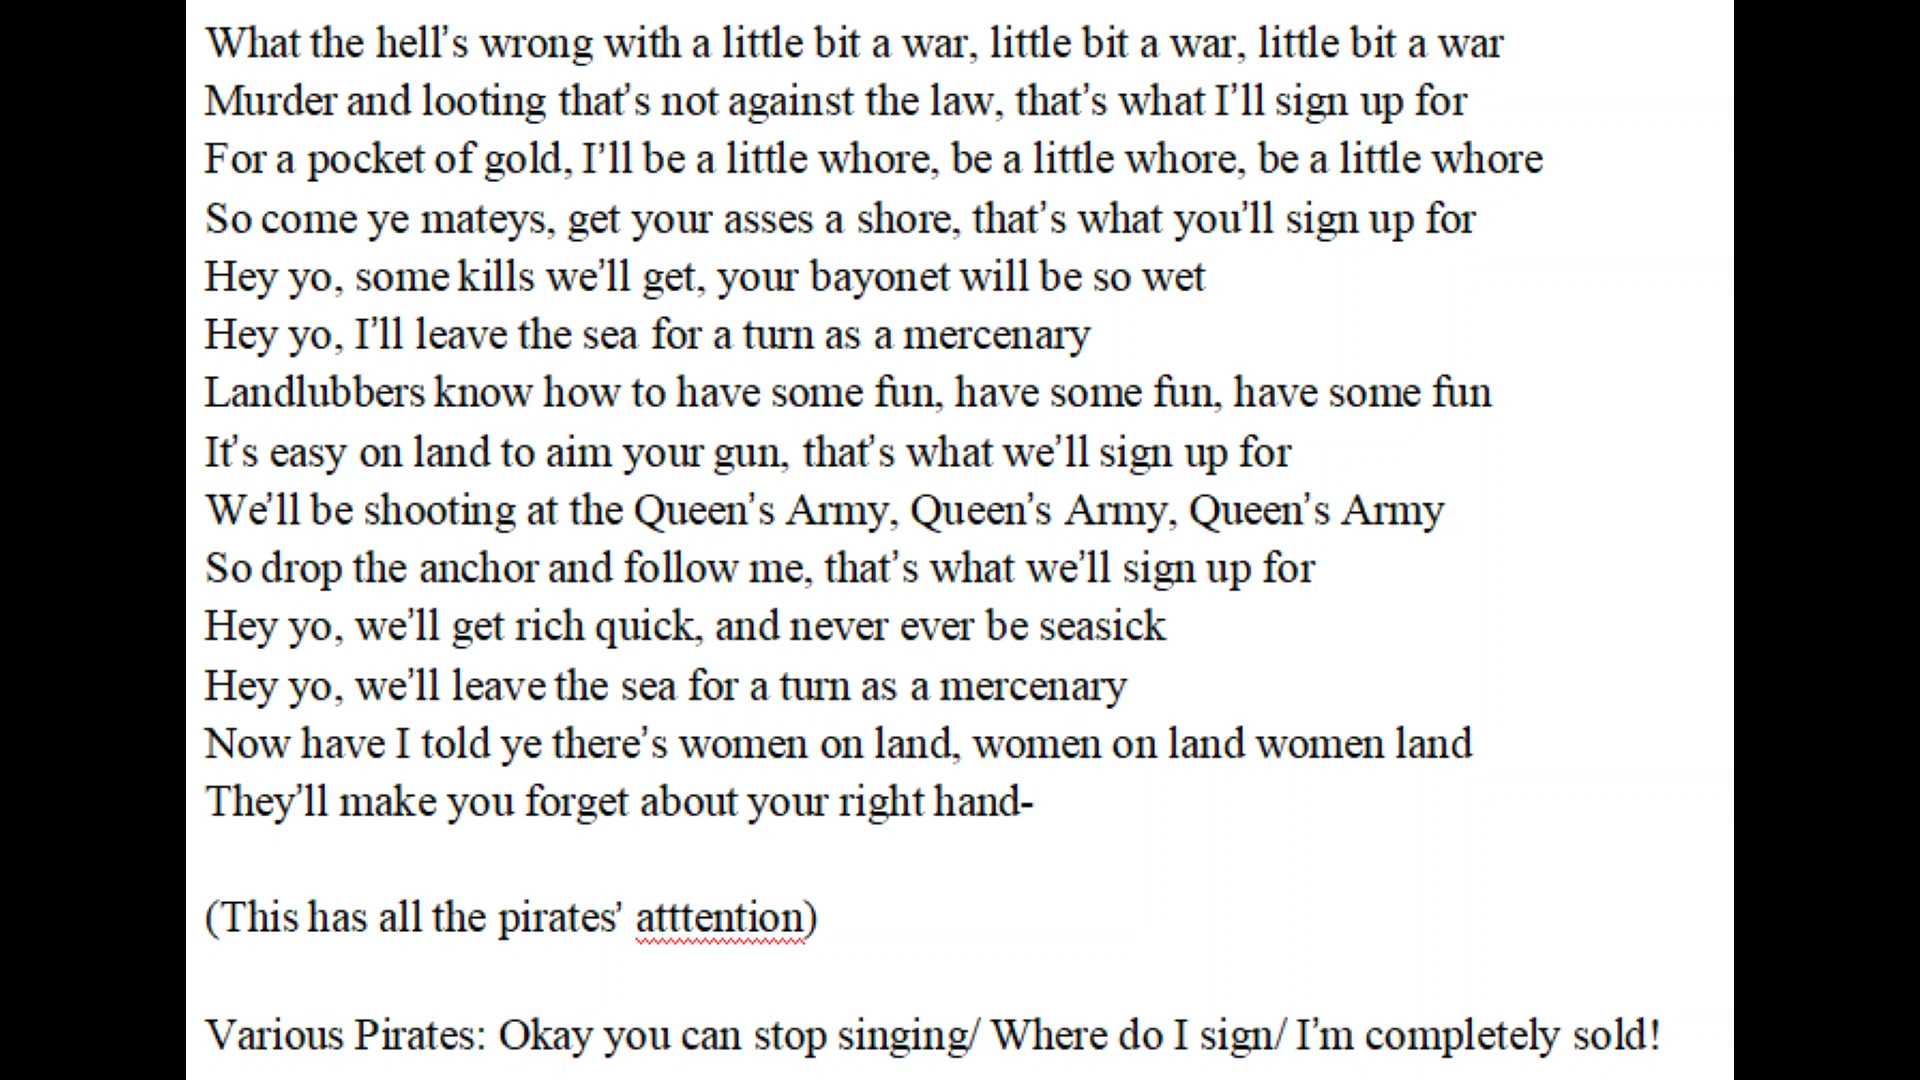 What the hell's wrong with a little bit a war, little bit a war, little bit a war
Murder and looting that's not against the law, that's what I'll sign up for
For a pocket of gold, I'll be a little whore, be a little whore, be a little whore
So come ye mateys, get your asses a shore, that's what you'll sign up for
Hey yo, some kills we'll get, your bayonet will be so wet
Hey yo, I'll leave the sea for a turn as a mercenary
Landlubbers know how to have some fun, have some fun, have some fun
It's easy on land to aim your gun, that's what we'll sign up for
We'll be shooting at the Queen's Army, Queen's Army, Queen's Army
So drop the anchor and follow me, that's what we'll sign up for
Hey yo, we'll get rich quick, and never ever be seasick
Hey yo, we'll leave the sea for a turn as a mercenary
Now have I told ye there's women on land, women on land women land
They'll make you forget about your right hand-
(This has all the pirates' atttention)
Various Pirates: Okay you can stop singing/ Where do I sign/ I'm completely sold!